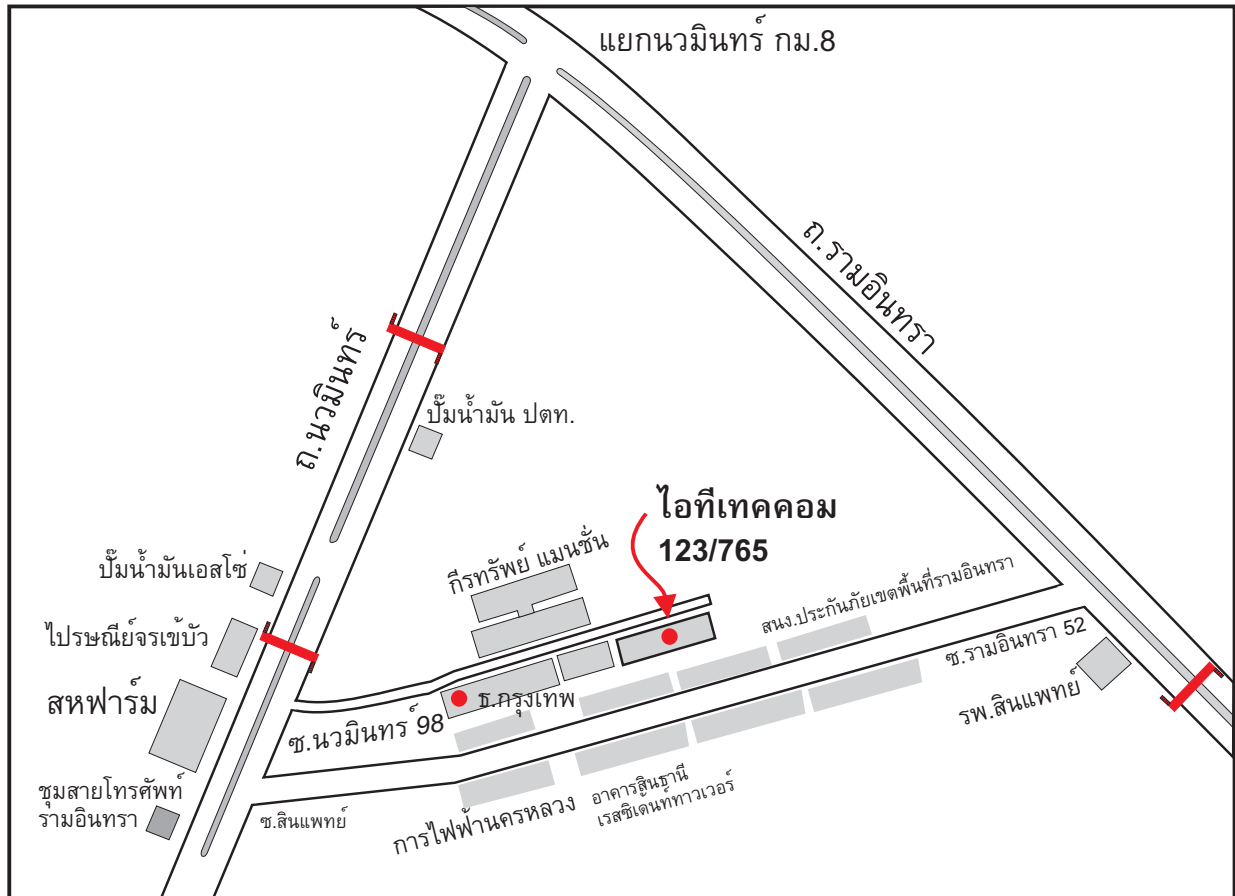 แยกนวมินทร์ กม.8
ถ.รามอินทรา
ถ.นวมินทร์
ปั๊มน้ำมัน ปตท.
ไอทีเทคคอม
123/765
กีรทรัพย์ แมนชั่น
ปั๊มน้ำมันเอสโซ่
ไปรษณีย์จรเข้บัว
สหฟาร์ม
สนง.ประกันภัยเขตพื้นที่รามอินทรา
ซ.รามอินทรา 52
รพ.สินแพทย์
ธ.กรุงเทพ
ซ.นวมินทร์ 98
ชุมสายโทรศัพท์
รามอินทรา
ซ.สินแพทย์
การไฟฟ้านครหลวง
อาคารสินธานี
เรสซิเด้นท์ทาวเวอร์